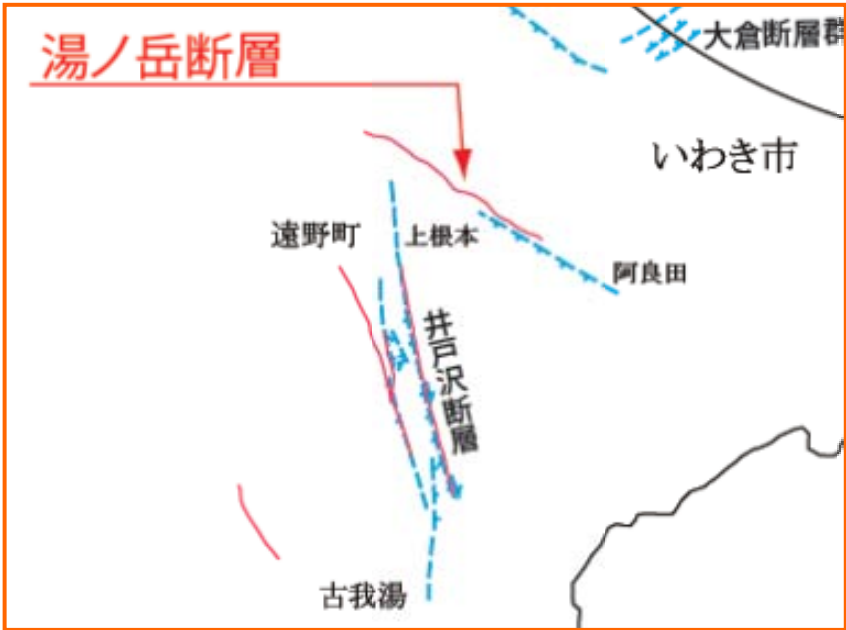 大倉断層群
湯ノ岳断層
いわき市
遠野町
上根本
阿良田
井戸沢断層
古我湯